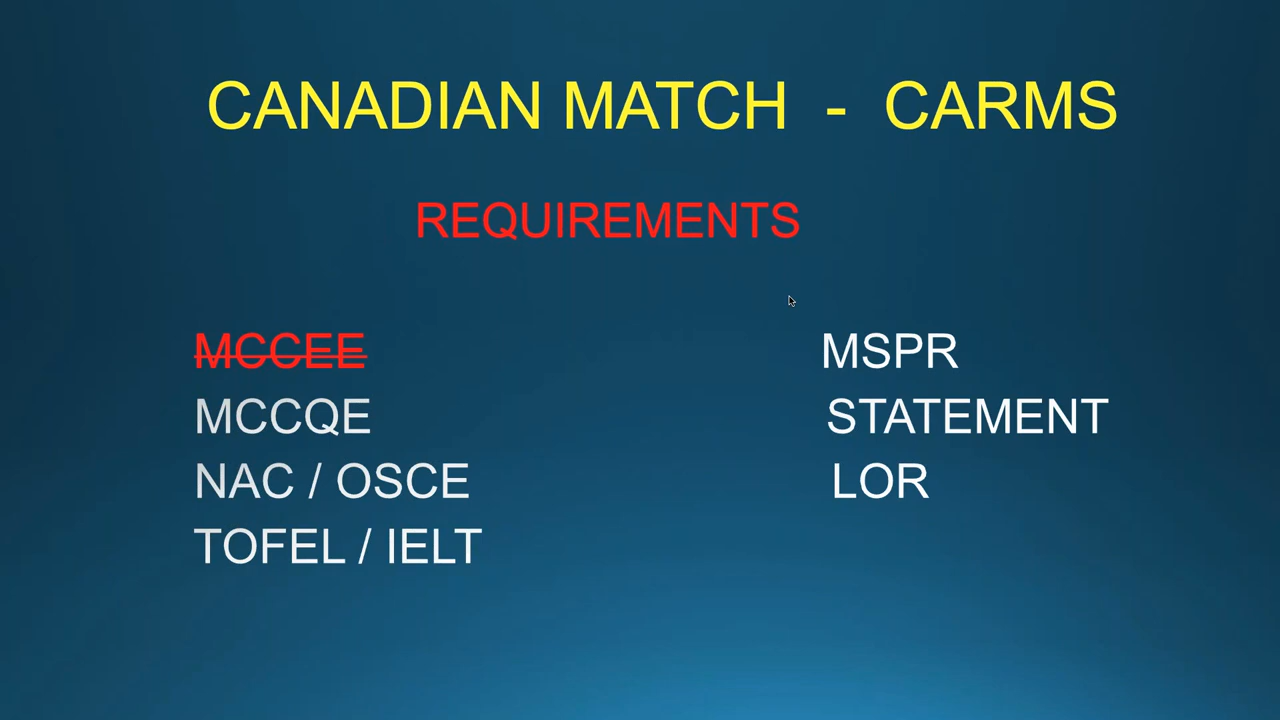 CANADIAN MATCH - CARMS
REQUIREMENTS
MCCEE
MCCQE
NAC / OSCE
TOFEL / IELT
MSPR
STATEMENT
LOR